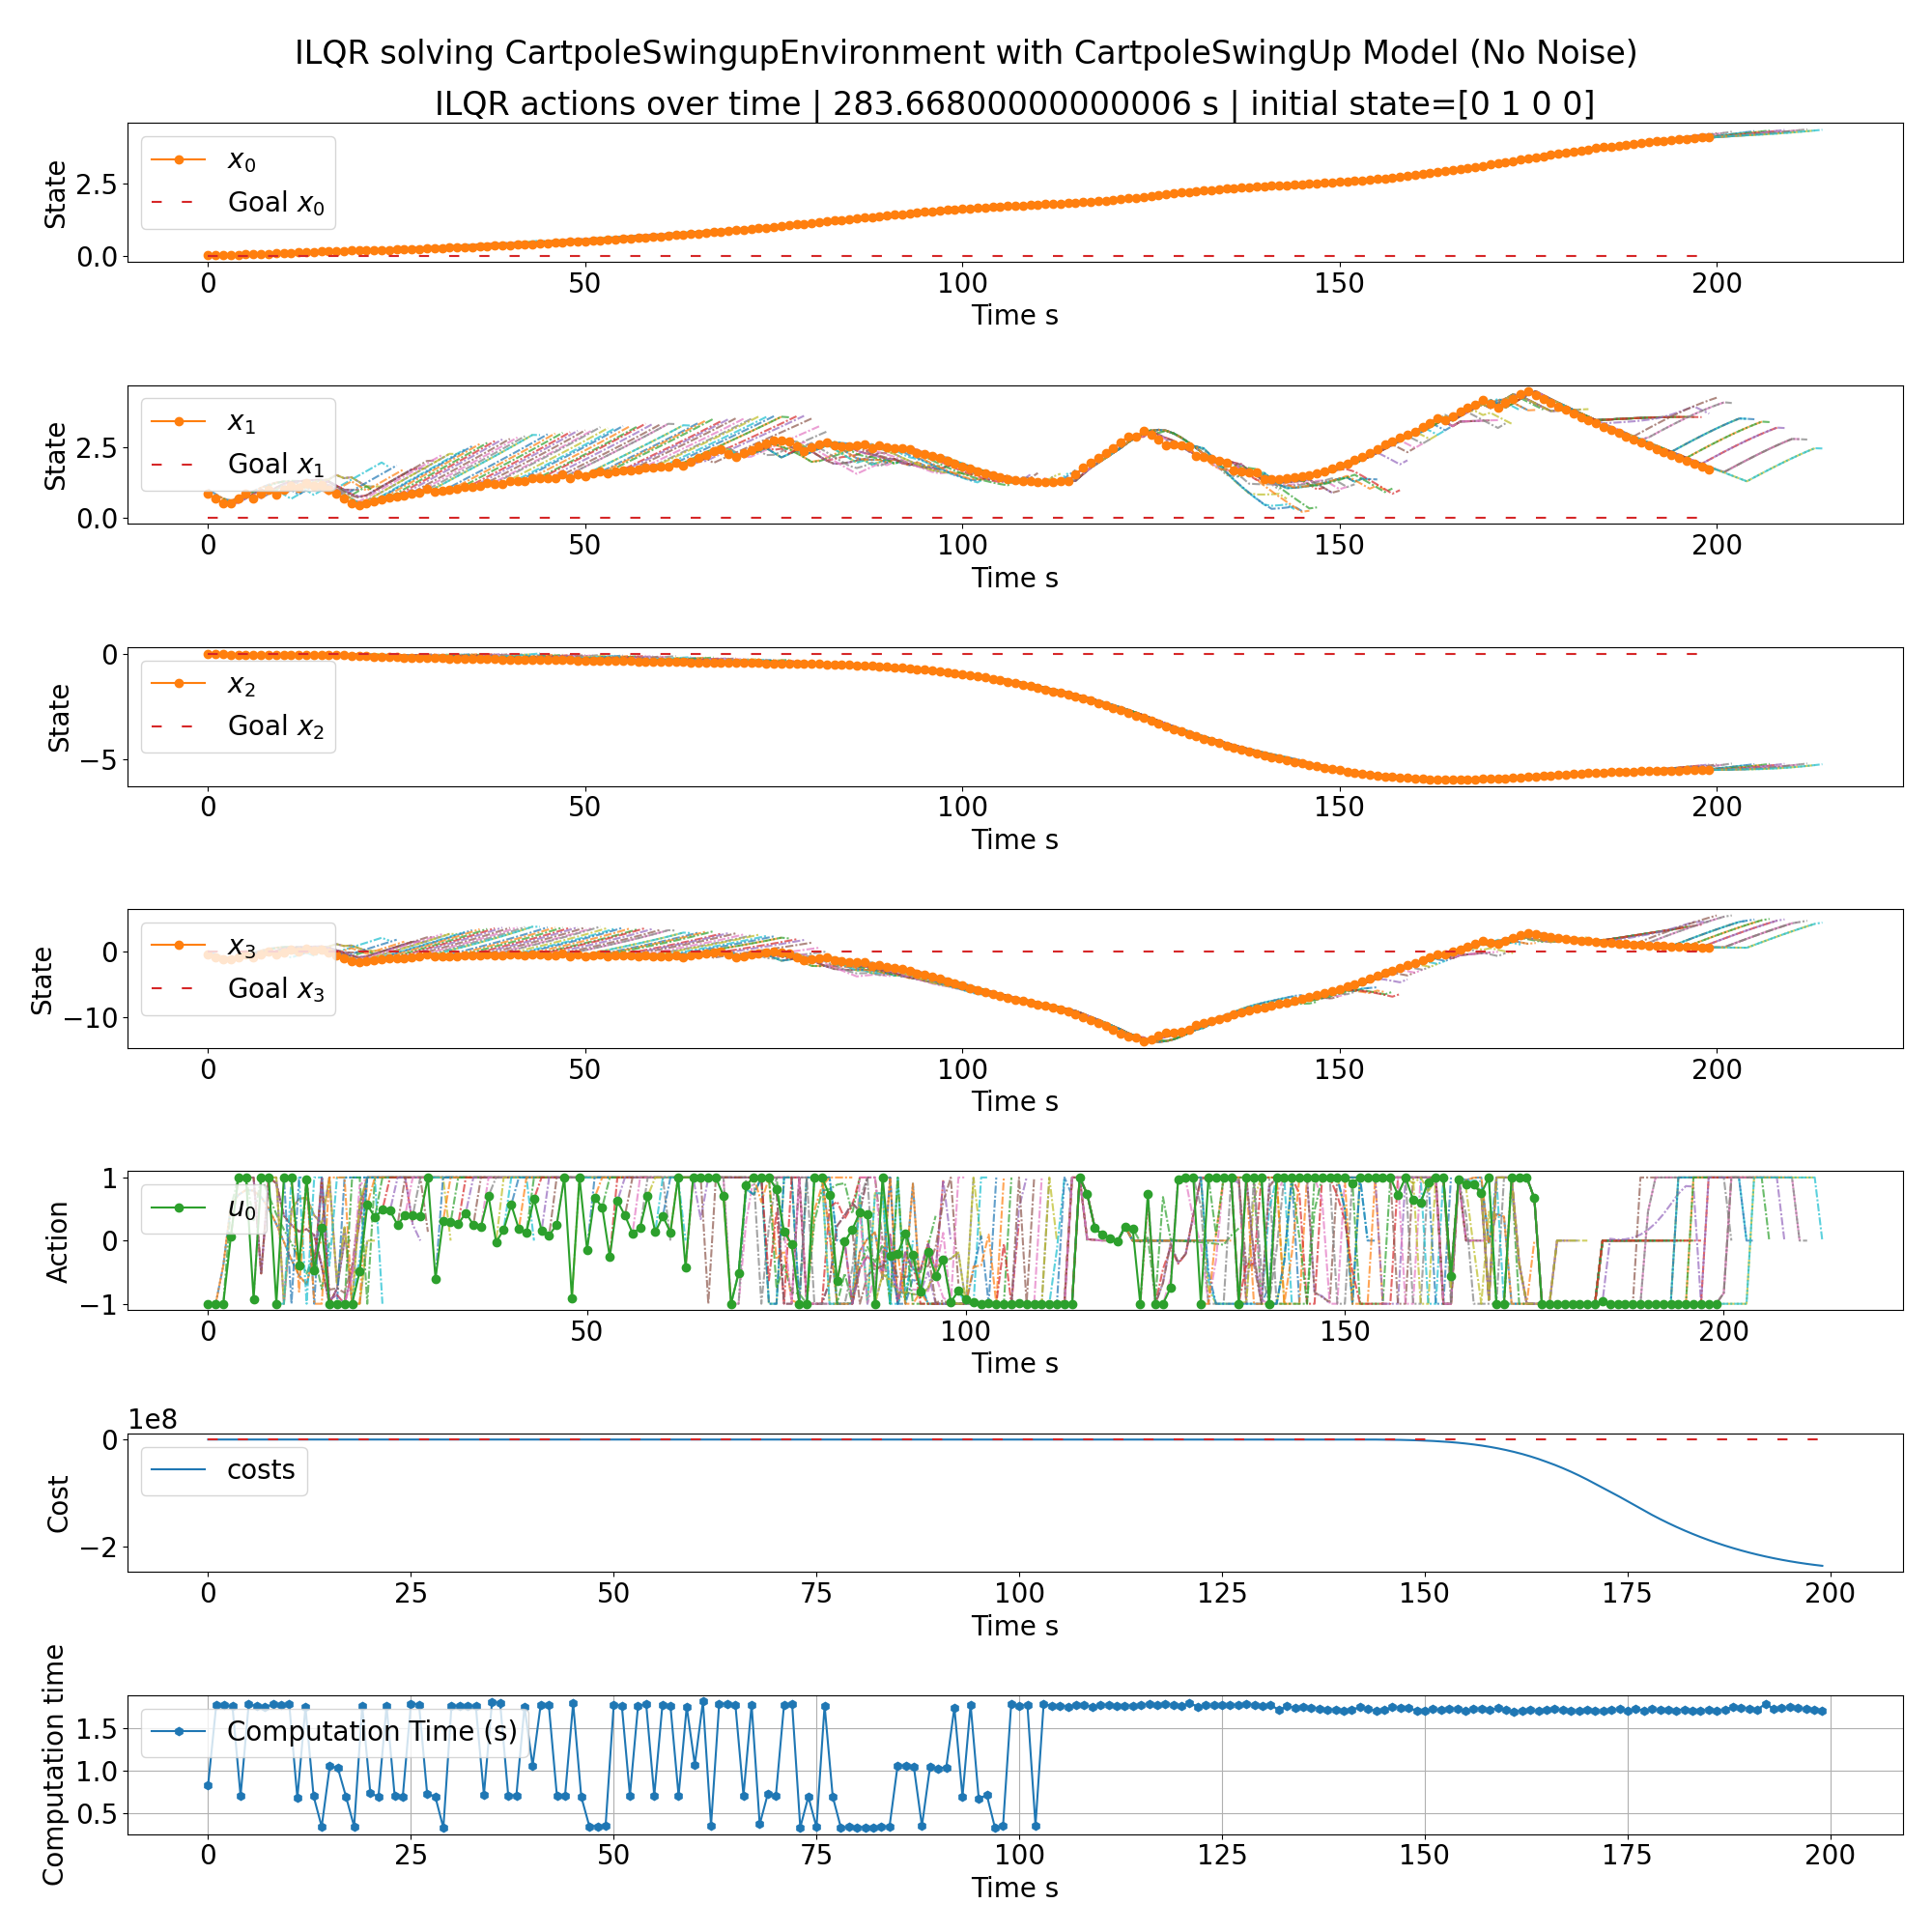 ILQR solving CartpoleSwingupEnvironment with CartpoleSwingUp Model (No Noise)
ILQR actions over time | 283.66800000000006 s | initial state=[0 1 0 0]
State
2.5
0.0
x₀
Goal x₀
0 50 100 150 200
Time s
State
2.5
0.0
x₁
Goal x₁
0 50 100 150 200
Time s
State
0
−5
x₂
Goal x₂
0 50 100 150 200
Time s
State
0
−10
x₃
Goal x₃
0 50 100 150 200
Time s
Action
1
0
−1
u₀
0 50 100 150 200
Time s
1e8
Cost
0
−2
costs
0 25 50 75 100 125 150 175 200
Time s
Computation time
1.5
1.0
0.5
Computation Time (s)
0 25 50 75 100 125 150 175 200
Time s